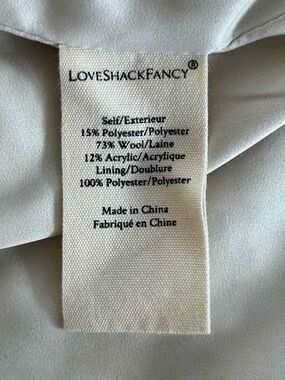 LOVESHACKFANCY®
Self/Exterieur
15% Polyester/Polyester
73% Wool/Laine
12% Acrylic/Acrylique
Lining/Doublure
100% Polyester/Polyester
Made in China
Fabriqué en Chine